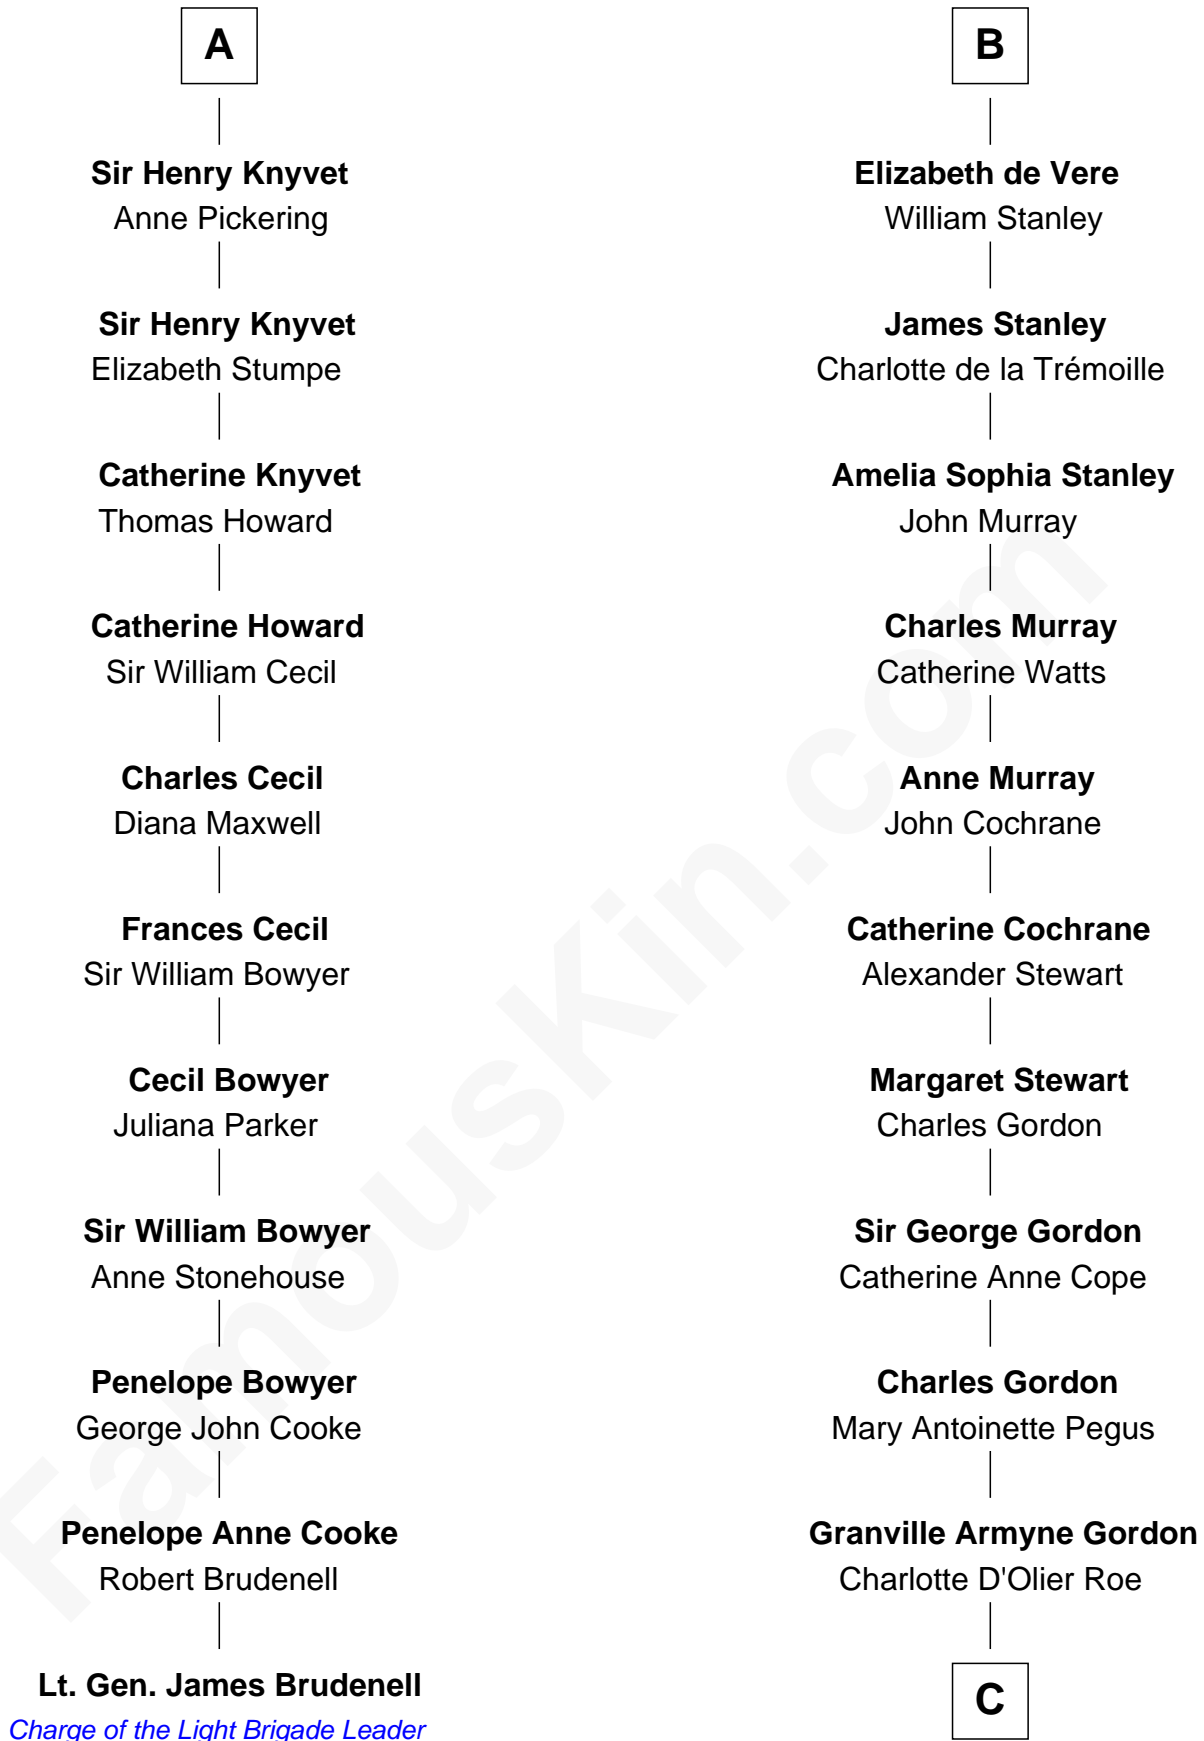 A
Sir Henry Knyvet
Anne Pickering
Sir Henry Knyvet
Elizabeth Stumpe
Catherine Knyvet
Thomas Howard
Catherine Howard
Sir William Cecil
Charles Cecil
Diana Maxwell
Frances Cecil
Sir William Bowyer
Cecil Bowyer
Juliana Parker
Sir William Bowyer
Anne Stonehouse
Penelope Bowyer
George John Cooke
Penelope Anne Cooke
Robert Brudenell
Lt. Gen. James Brudenell
Charge of the Light Brigade Leader
B
Elizabeth de Vere
William Stanley
James Stanley
Charlotte de la Trémoille
Amelia Sophia Stanley
John Murray
Charles Murray
Catherine Watts
Anne Murray
John Cochrane
Catherine Cochrane
Alexander Stewart
Margaret Stewart
Charles Gordon
Sir George Gordon
Catherine Anne Cope
Charles Gordon
Mary Antoinette Pegus
Granville Armyne Gordon
Charlotte D'Olier Roe
C
FamousKin.com